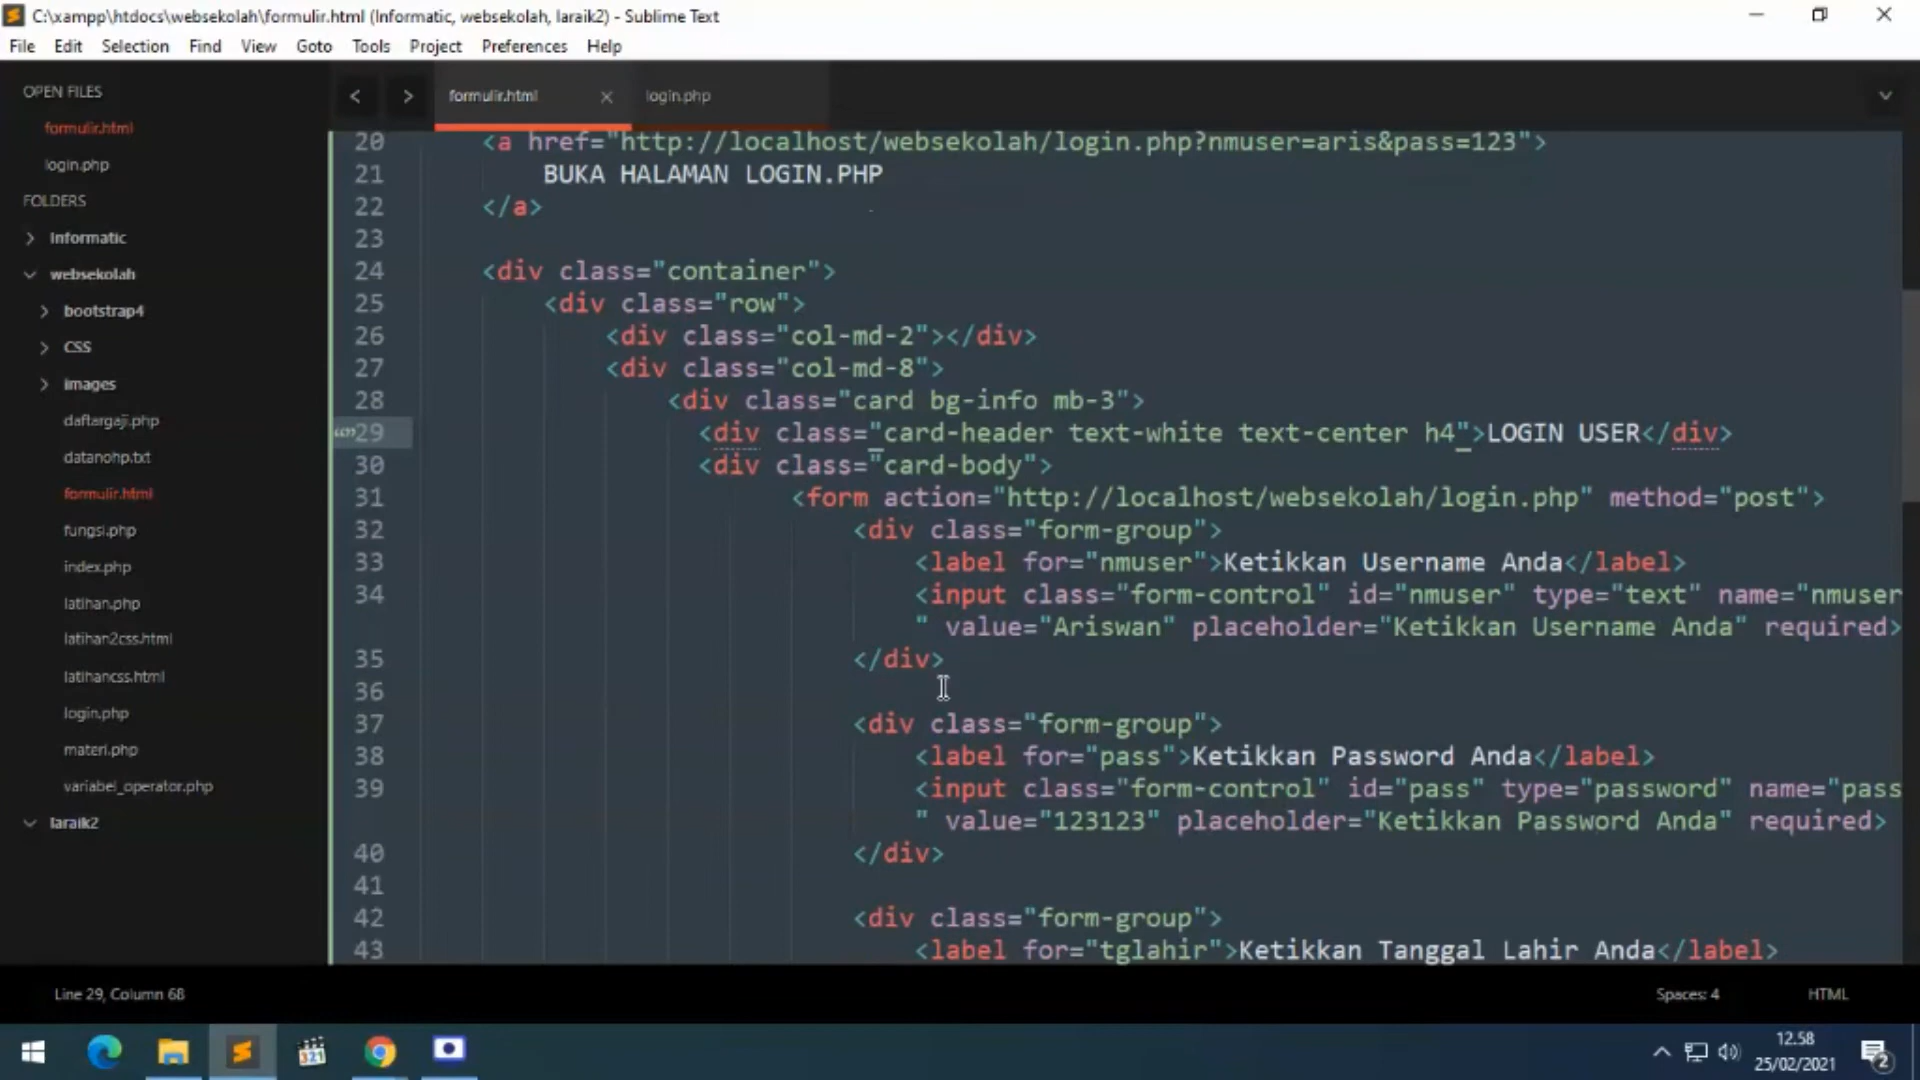 C:\xampp\htdocs\websekolah\formulir.html (Informatic, websekolah, laraik2) - Sublime Text
File Edit Selection Find View Goto Tools Project Preferences Help
OPEN FILES
formulir.html
login.php
FOLDERS
Informatic
websekolah
bootstrap4
CSS
images
daftargaji.php
datanohp.txt
formulir.html
fungsi.php
index.php
latihan.php
latihan2css.html
latihancss.html
login.php
materi.php
variabel_operator.php
laraik2
formulir.html login.php
20 <a href="http://localhost/websekolah/login.php?nmuser=aris&pass=123">
21 BUKA HALAMAN LOGIN.PHP
22 </a>
23
24 <div class="container">
25 <div class="row">
26 <div class="col-md-2"></div>
27 <div class="col-md-8">
28 <div class="card bg-info mb-3">
29 <div class="card-header text-white text-center h4">LOGIN USER</div>
30 <div class="card-body">
31 <form action="http://localhost/websekolah/login.php" method="post">
32 <div class="form-group">
33 <label for="nmuser">Ketikkan Username Anda</label>
34 <input class="form-control" id="nmuser" type="text" name="nmuser
" value="Ariswan" placeholder="Ketikkan Username Anda" required>
35 </div>
36
37 <div class="form-group">
38 <label for="pass">Ketikkan Password Anda</label>
39 <input class="form-control" id="pass" type="password" name="pass
" value="123123" placeholder="Ketikkan Password Anda" required>
40 </div>
41
42 <div class="form-group">
43 <label for="tglahir">Ketikkan Tanggal Lahir Anda</label>
Line 29, Column 68
Spaces: 4
HTML
321
12.58
25/02/2021
2